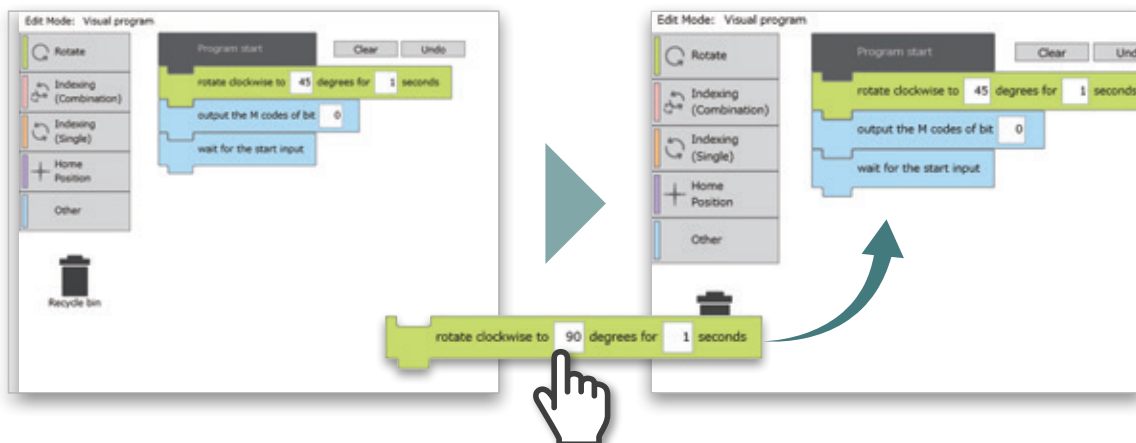 Edit Mode: Visual program
Rotate
Indexing
(Combination)
Indexing
(Single)
Home
Position
Other
Recycle bin
Program start
Clear
Undo
rotate clockwise to 45 degrees for 1 seconds
output the M codes of bit 0
wait for the start input
rotate clockwise to 90 degrees for 1 seconds
Edit Mode: Visual program
Rotate
Indexing
(Combination)
Indexing
(Single)
Home
Position
Other
Program start
Clear
Und
rotate clockwise to 45 degrees for 1 seconds
output the M codes of bit 0
wait for the start input